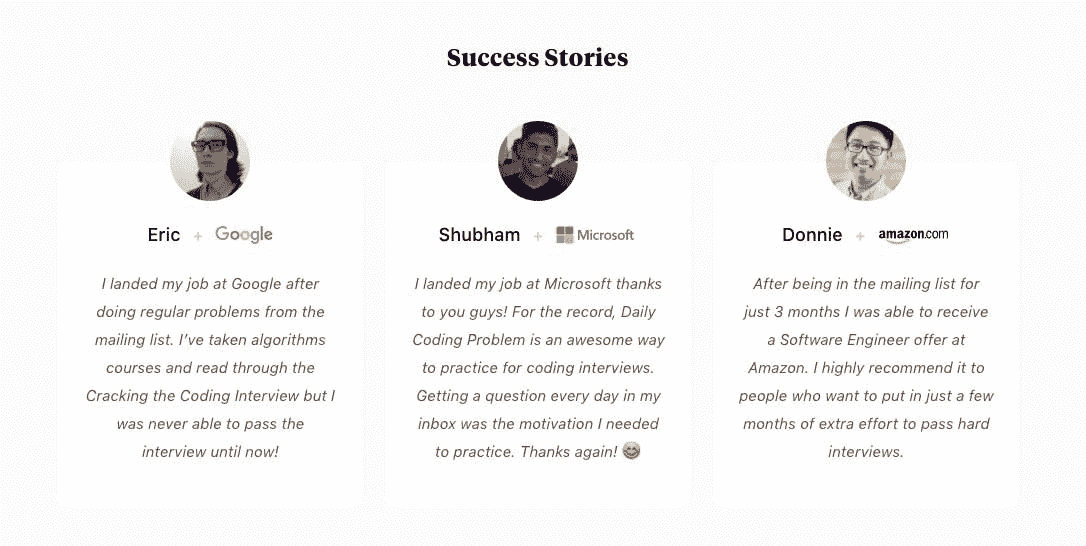 Success Stories
Eric + Google
I landed my job at Google after
doing regular problems from the
mailing list. I've taken algorithms
courses and read through the
Cracking the Coding Interview but I
was never able to pass the
interview until now!
Shubham + Microsoft
I landed my job at Microsoft thanks
to you guys! For the record, Daily
Coding Problem is an awesome way
to practice for coding interviews.
Getting a question every day in my
inbox was the motivation I needed
to practice. Thanks again! 😊
Donnie + amazon.com
After being in the mailing list for
just 3 months I was able to receive
a Software Engineer offer at
Amazon. I highly recommend it to
people who want to put in just a few
months of extra effort to pass hard
interviews.